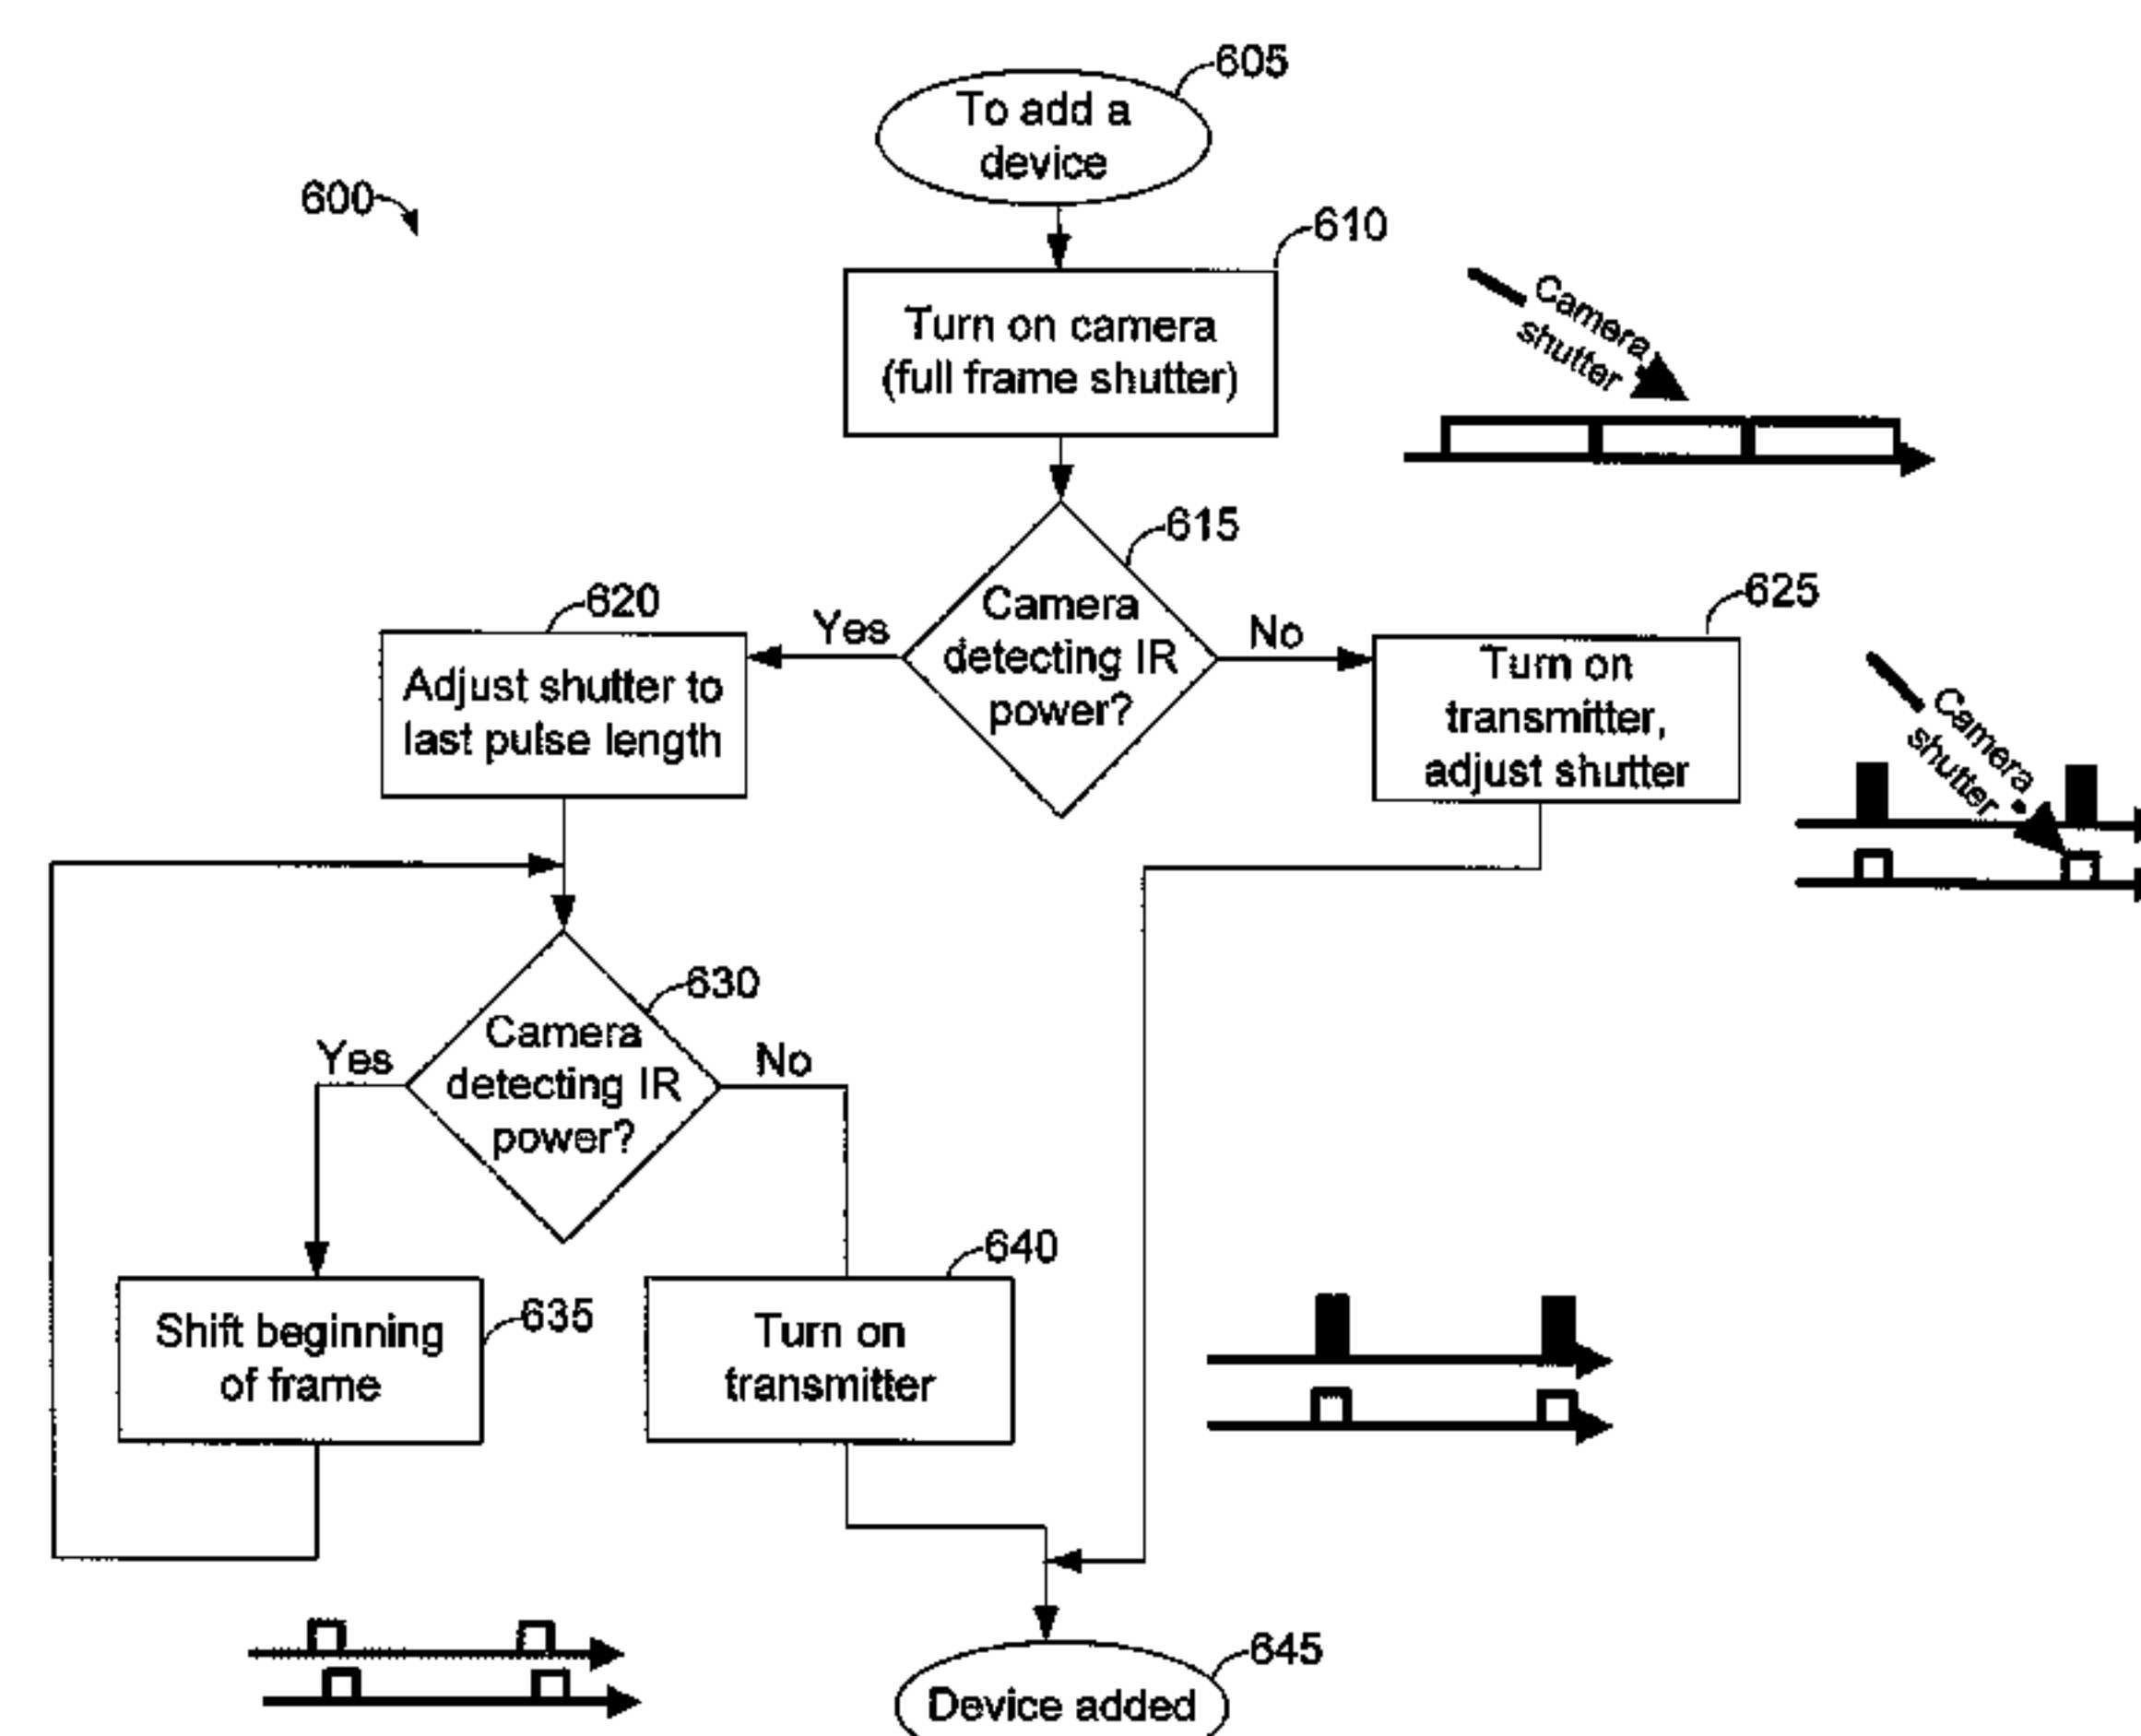 605
To add a
device
600
610
Turn on camera
(full frame shutter)
Camera
shutter
615
Camera
detecting IR
power?
Yes
No
620
Adjust shutter to
last pulse length
625
Turn on
transmitter,
adjust shutter
Camera
shutter
630
Camera
detecting IR
power?
Yes
No
635
Shift beginning
of frame
640
Turn on
transmitter
645
Device added